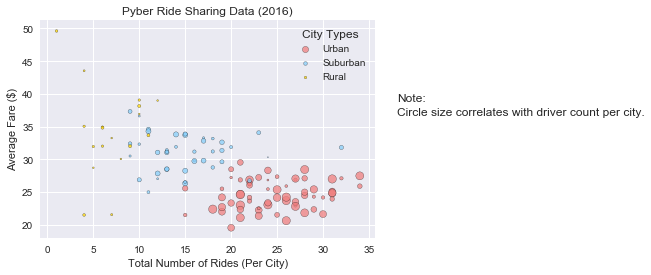 Pyber Ride Sharing Data (2016)
City Types
Urban
Suburban
Rural
50
45
40
35
30
25
20
Average Fare ($)
0 5 10 15 20 25 30 35
Total Number of Rides (Per City)
Note:
Circle size correlates with driver count per city.